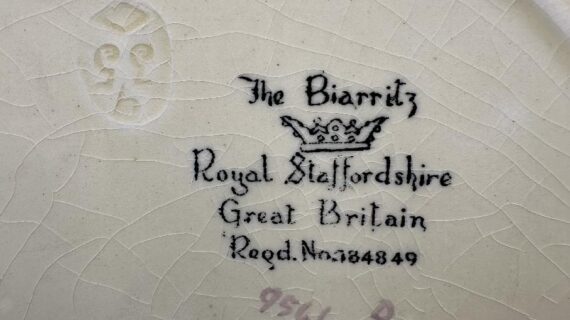 The Biarritz
Royal Staffordshire
Great Britain
Regd. No. 784849